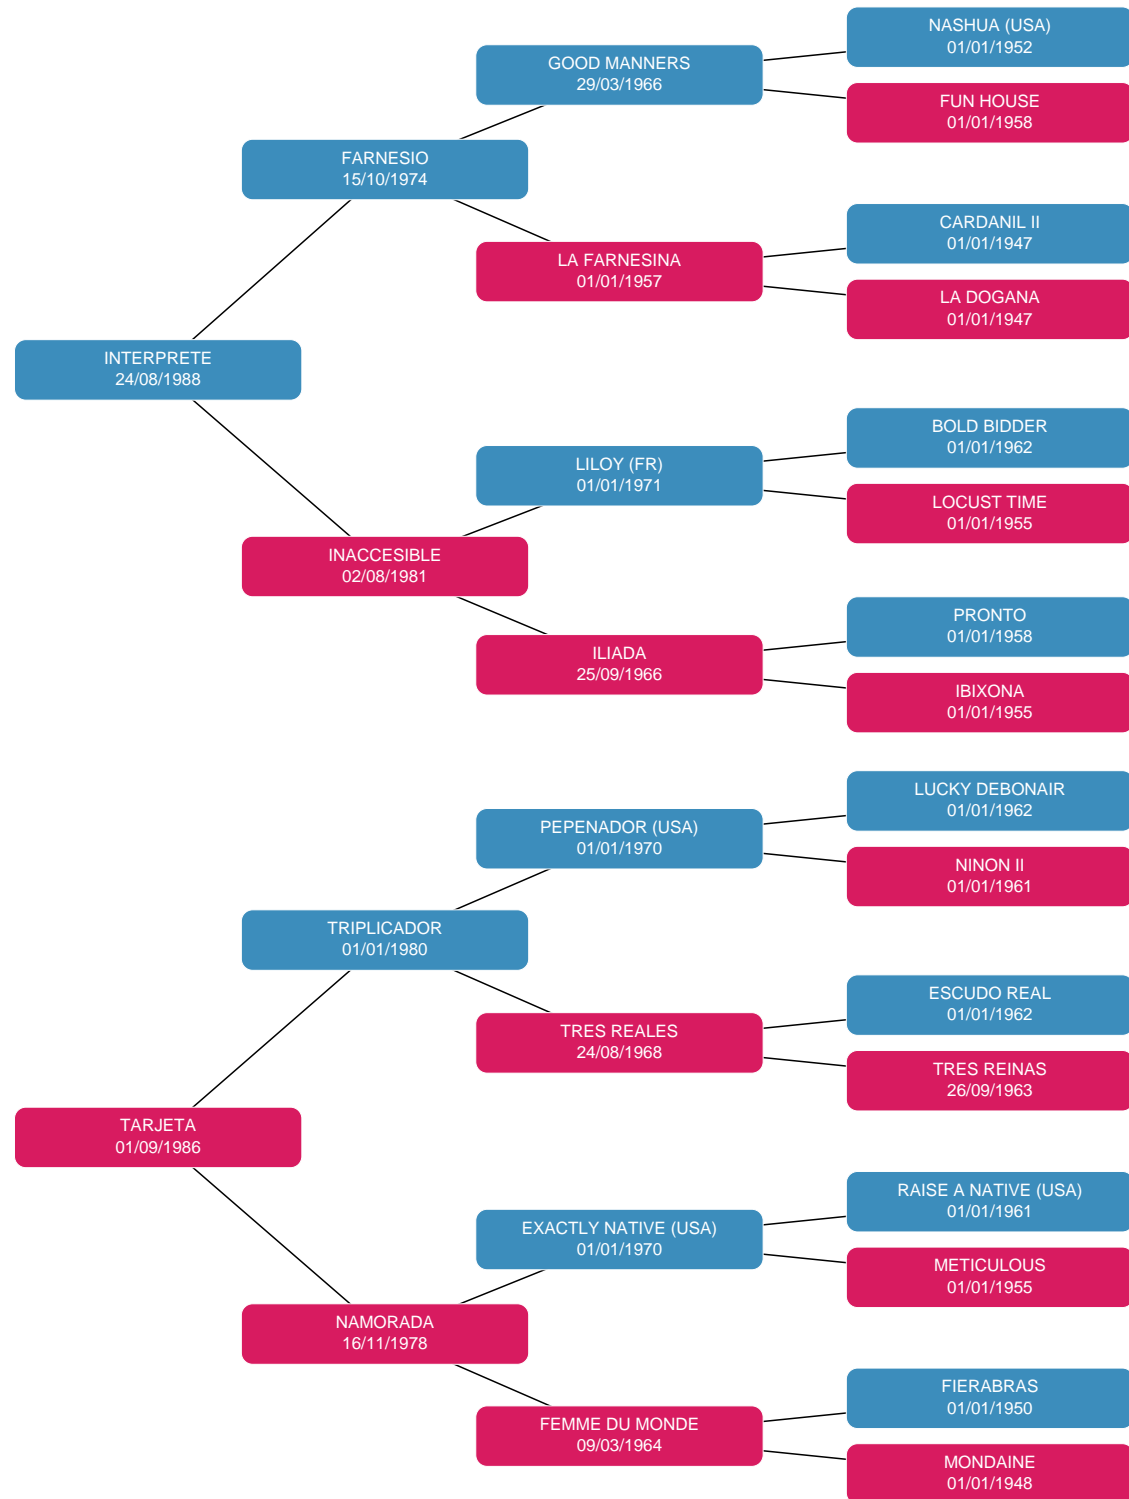 NASHUA (USA)
01/01/1952
GOOD MANNERS
29/03/1966
FUN HOUSE
01/01/1958
FARNESIO
15/10/1974
CARDANIL II
01/01/1947
LA FARNESINA
01/01/1957
LA DOGANA
01/01/1947
INTERPRETE
24/08/1988
BOLD BIDDER
01/01/1962
LILOY (FR)
01/01/1971
LOCUST TIME
01/01/1955
INACCESIBLE
02/08/1981
PRONTO
01/01/1958
ILIADA
25/09/1966
IBIXONA
01/01/1955
LUCKY DEBONAIR
01/01/1962
PEPENADOR (USA)
01/01/1970
NINON II
01/01/1961
TRIPLICADOR
01/01/1980
ESCUDO REAL
01/01/1962
TRES REALES
24/08/1968
TRES REINAS
26/09/1963
TARJETA
01/09/1986
RAISE A NATIVE (USA)
01/01/1961
EXACTLY NATIVE (USA)
01/01/1970
METICULOUS
01/01/1955
NAMORADA
16/11/1978
FIERABRAS
01/01/1950
FEMME DU MONDE
09/03/1964
MONDAINE
01/01/1948